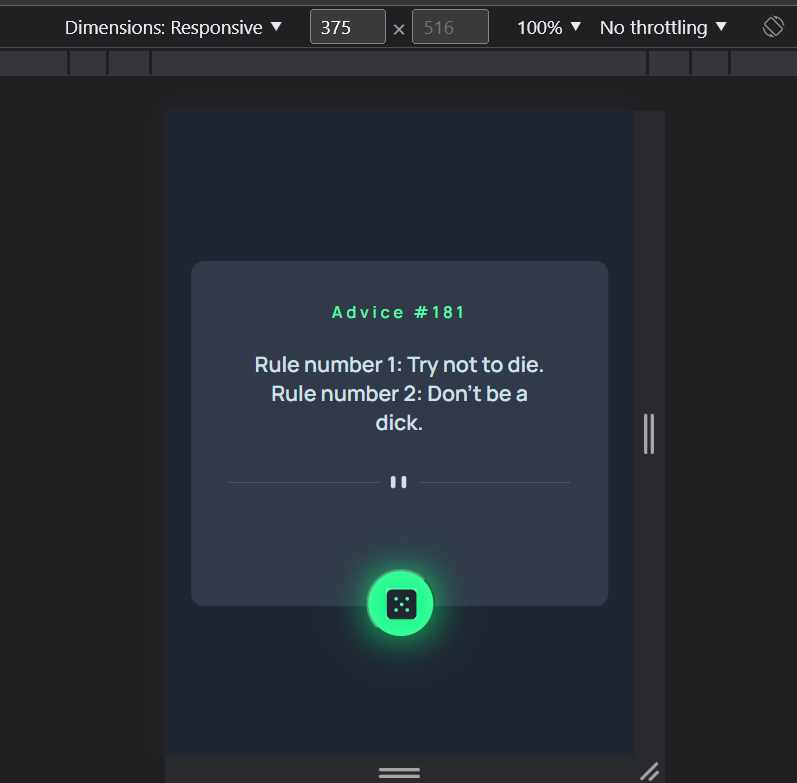 Dimensions: Responsive ▼ 375 × 516 100% ▼ No throttling ▼
Advice #181
Rule number 1: Try not to die.
Rule number 2: Don't be a
dick.